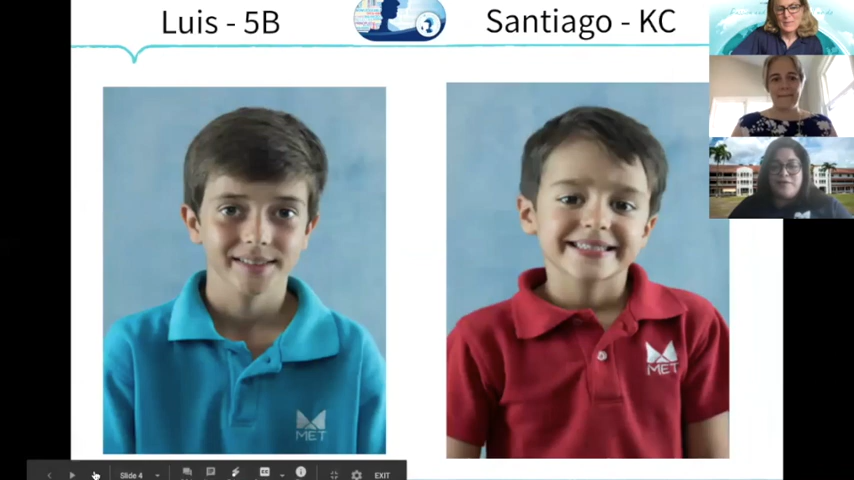 Luis - 5B
Santiago - KC
MET
MET
Slide 4
EXIT